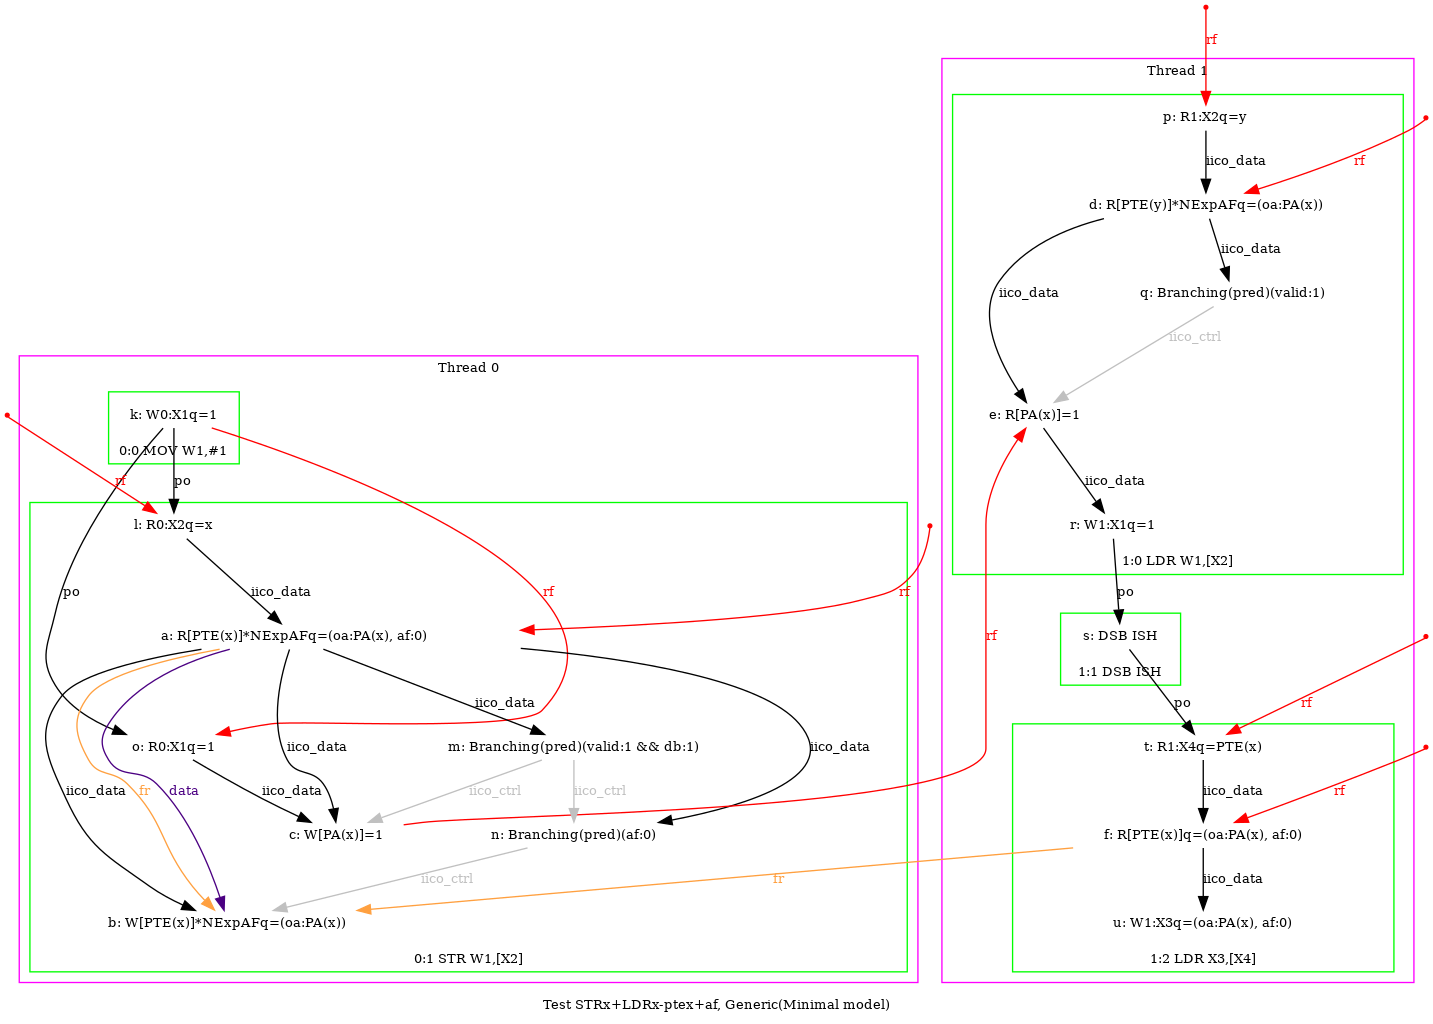 rf
Thread 1
p: R1:X2q=y
iico_data
rf
d: R[PTE(y)]*NExpAFq=(oa:PA(x))
iico_data
iico_data
q: Branching(pred)(valid:1)
iico_ctrl
e: R[PA(x)]=1
iico_data
r: W1:X1q=1
1:0 LDR W1,[X2]
po
s: DSB ISH
1:1 DSB ISH
po
rf
t: R1:X4q=PTE(x)
iico_data
rf
f: R[PTE(x)]q=(oa:PA(x), af:0)
iico_data
u: W1:X3q=(oa:PA(x), af:0)
1:2 LDR X3,[X4]
Thread 0
k: W0:X1q=1
0:0 MOV W1,#1
rf
po
l: R0:X2q=x
po
iico_data
rf
rf
rf
a: R[PTE(x)]*NExpAFq=(oa:PA(x), af:0)
iico_data
o: R0:X1q=1
iico_data
m: Branching(pred)(valid:1 && db:1)
iico_data
iico_data
fr
data
iico_data
iico_ctrl
iico_ctrl
c: W[PA(x)]=1
n: Branching(pred)(af:0)
iico_ctrl
fr
b: W[PTE(x)]*NExpAFq=(oa:PA(x))
0:1 STR W1,[X2]
Test STRx+LDRx-ptex+af, Generic(Minimal model)